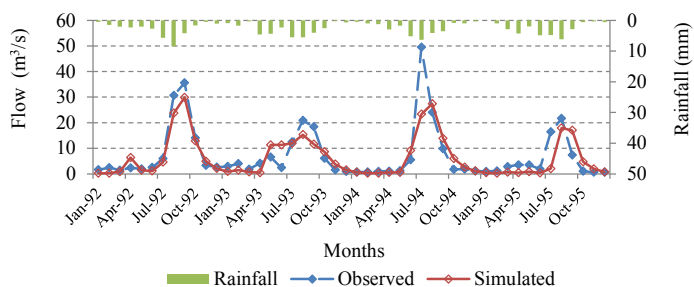 Flow (m³/s)
60
50
40
30
20
10
0
0
10
20
30
40
50
Rainfall (mm)
Jan-92
Apr-92
Jul-92
Oct-92
Jan-93
Apr-93
Jul-93
Oct-93
Jan-94
Apr-94
Jul-94
Oct-94
Jan-95
Apr-95
Jul-95
Oct-95
Months
Rainfall Observed Simulated